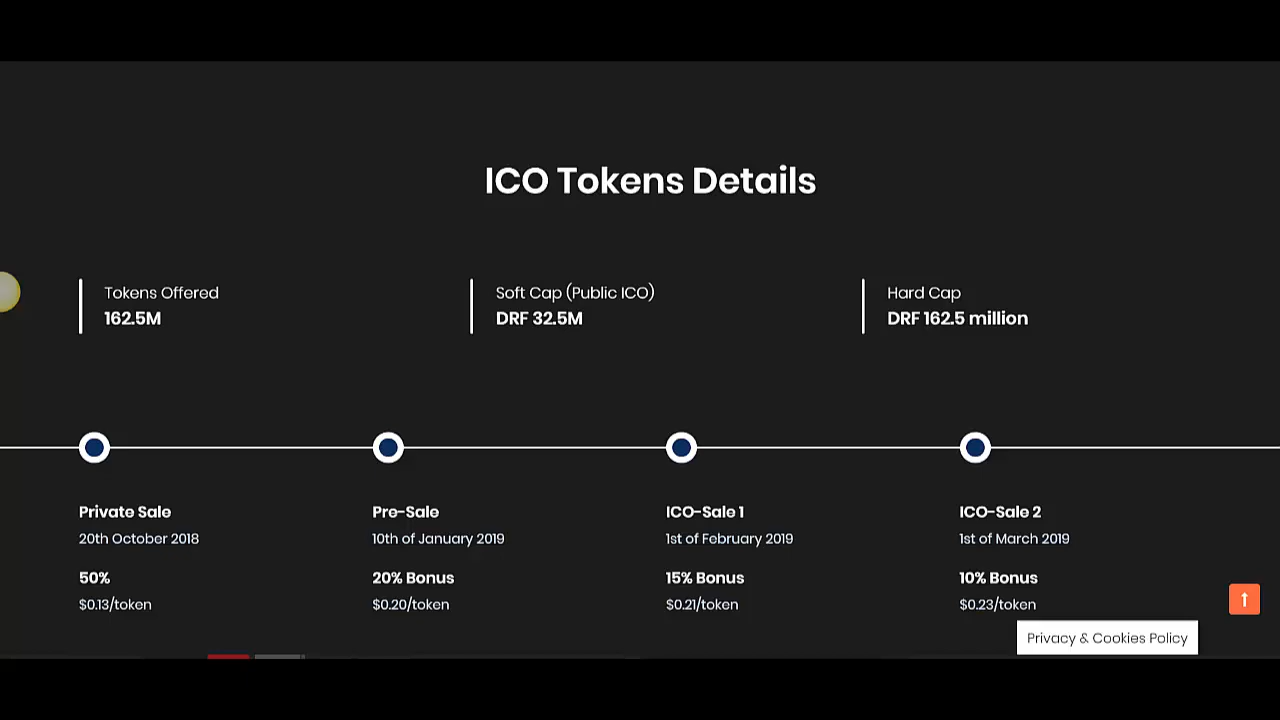 ICO Tokens Details
Tokens Offered
162.5M
Soft Cap (Public ICO)
DRF 32.5M
Hard Cap
DRF 162.5 million
Private Sale
20th October 2018
50%
$0.13/token
Pre-Sale
10th of January 2019
20% Bonus
$0.20/token
ICO-Sale 1
1st of February 2019
15% Bonus
$0.21/token
ICO-Sale 2
1st of March 2019
10% Bonus
$0.23/token
Privacy & Cookies Policy